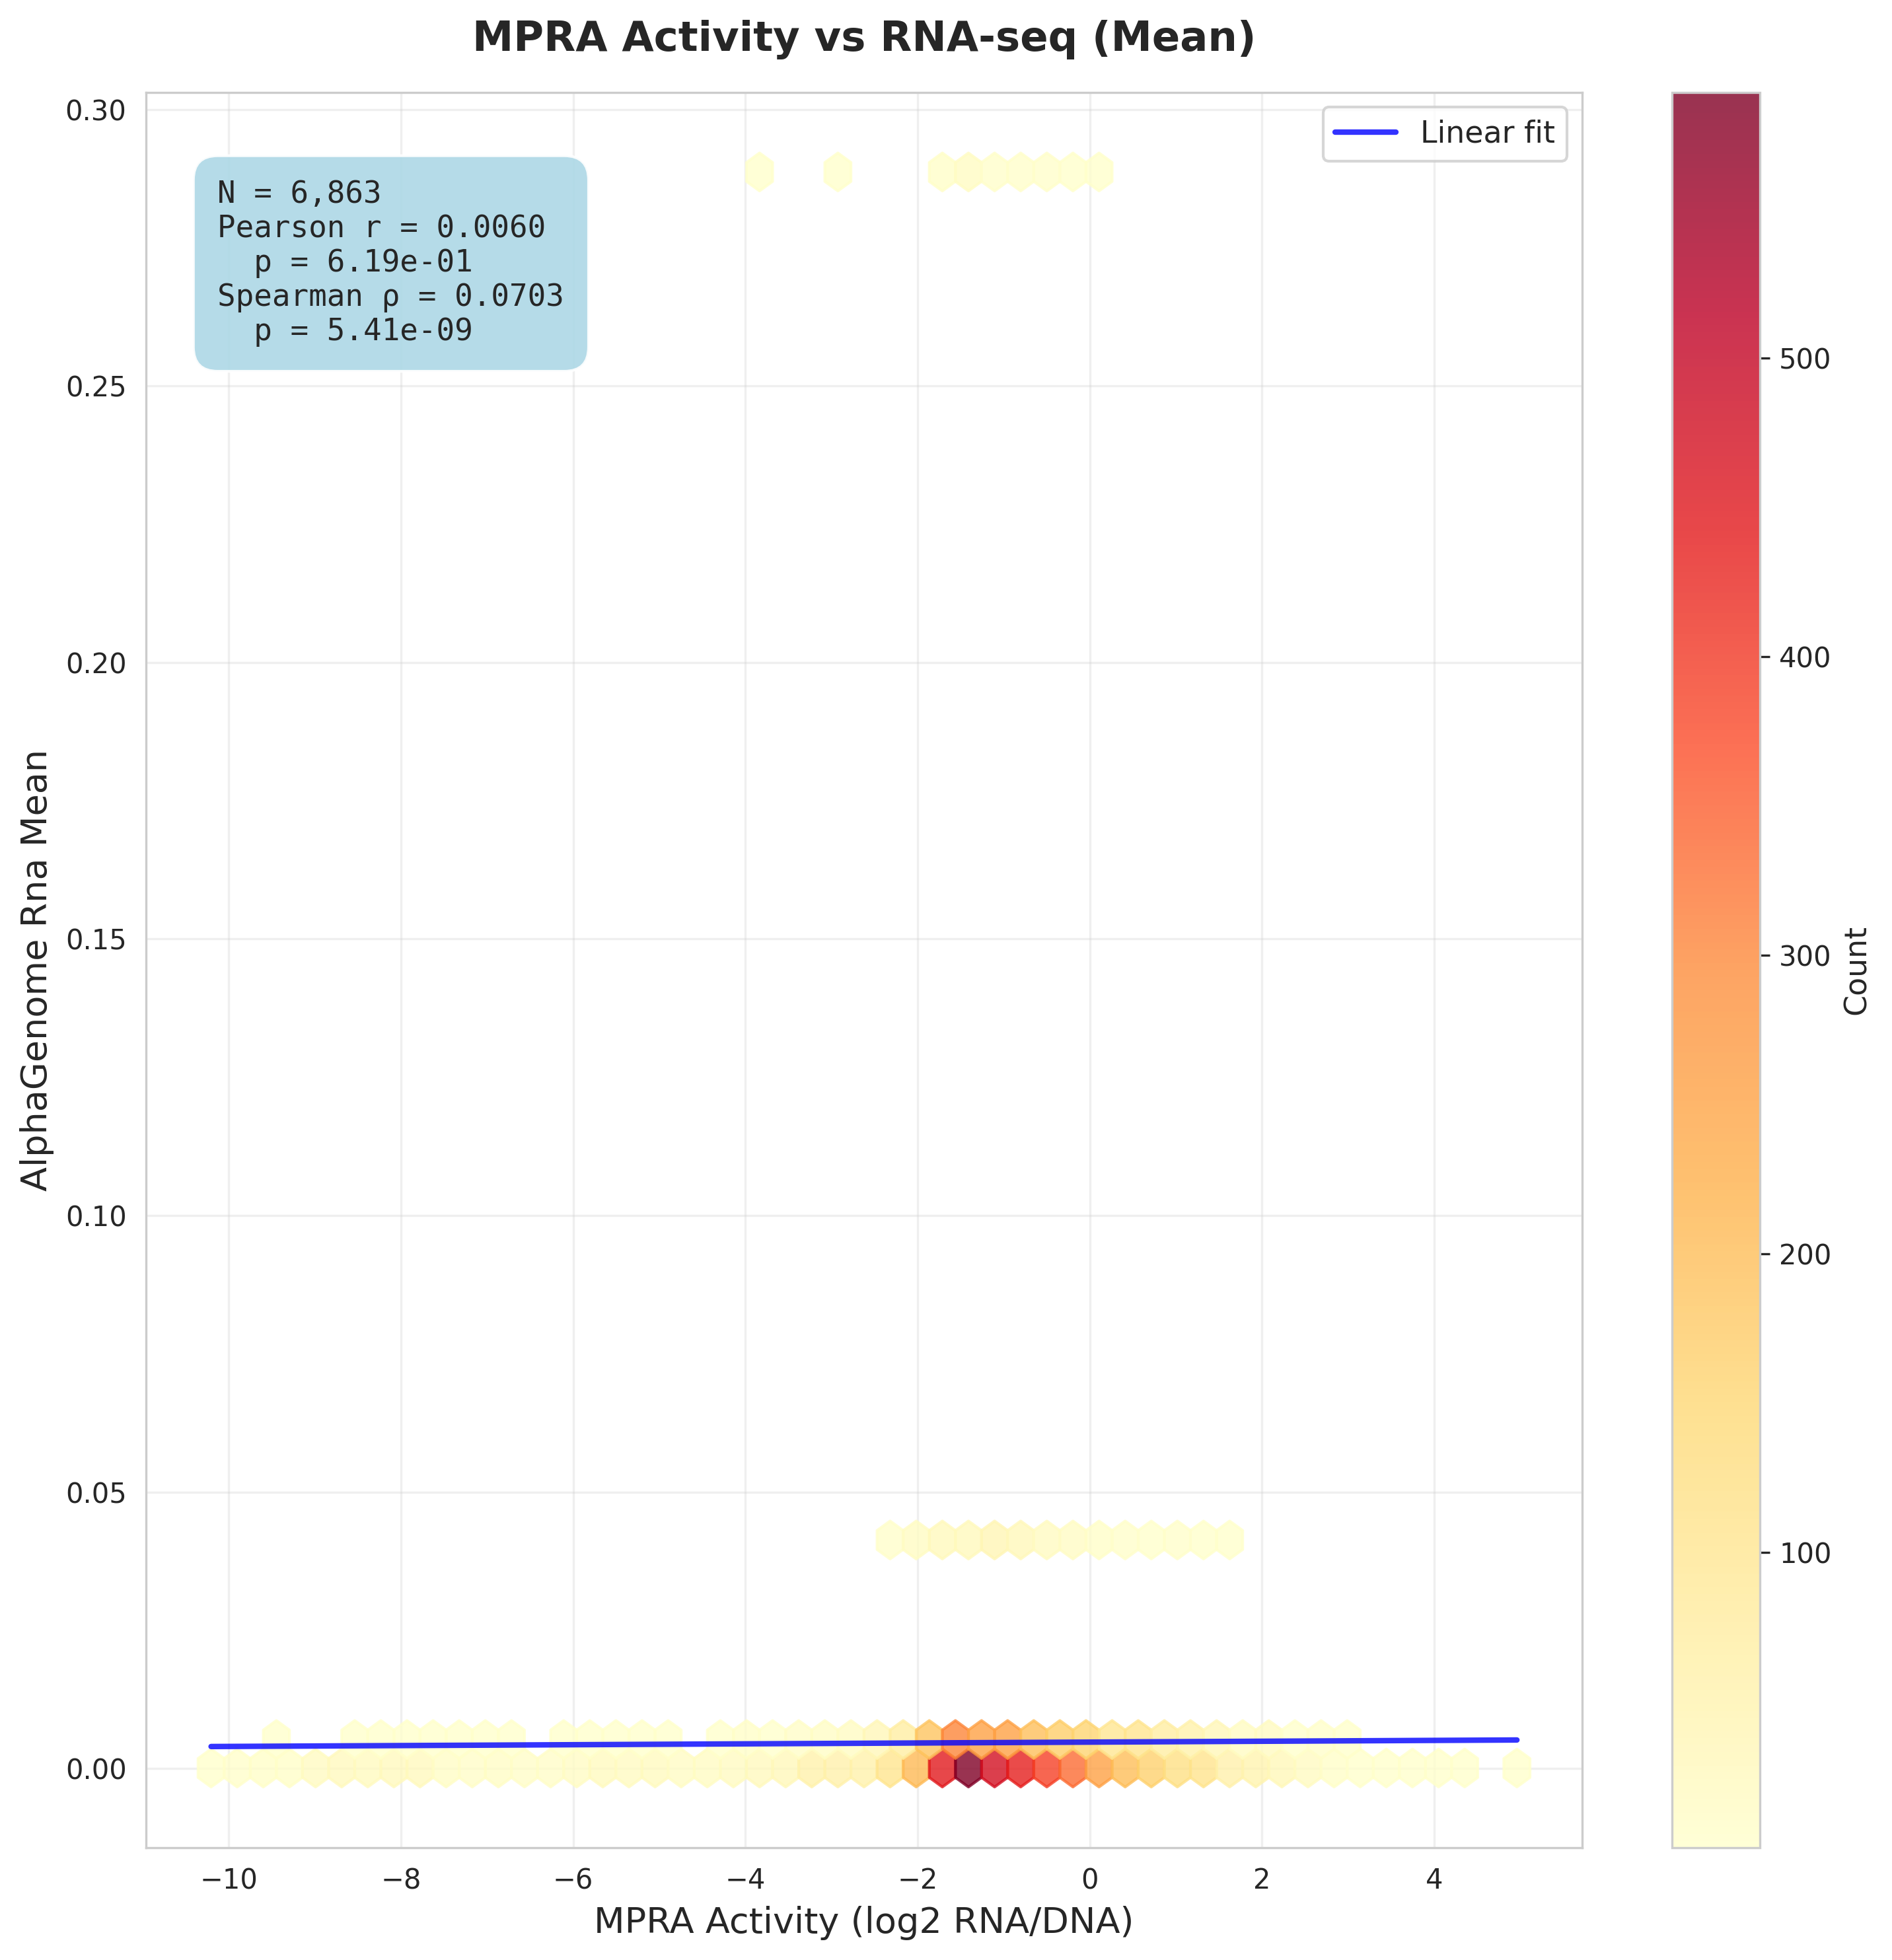 MPRA Activity vs RNA-seq (Mean)
Linear fit
N = 6,863
Pearson r = 0.0060
p = 6.19e-01
Spearman ρ = 0.0703
p = 5.41e-09
AlphaGenome Rna Mean
0.30
0.25
0.20
0.15
0.10
0.05
0.00
−10 −8 −6 −4 −2 0 2 4
MPRA Activity (log2 RNA/DNA)
500
400
300
200
100
Count